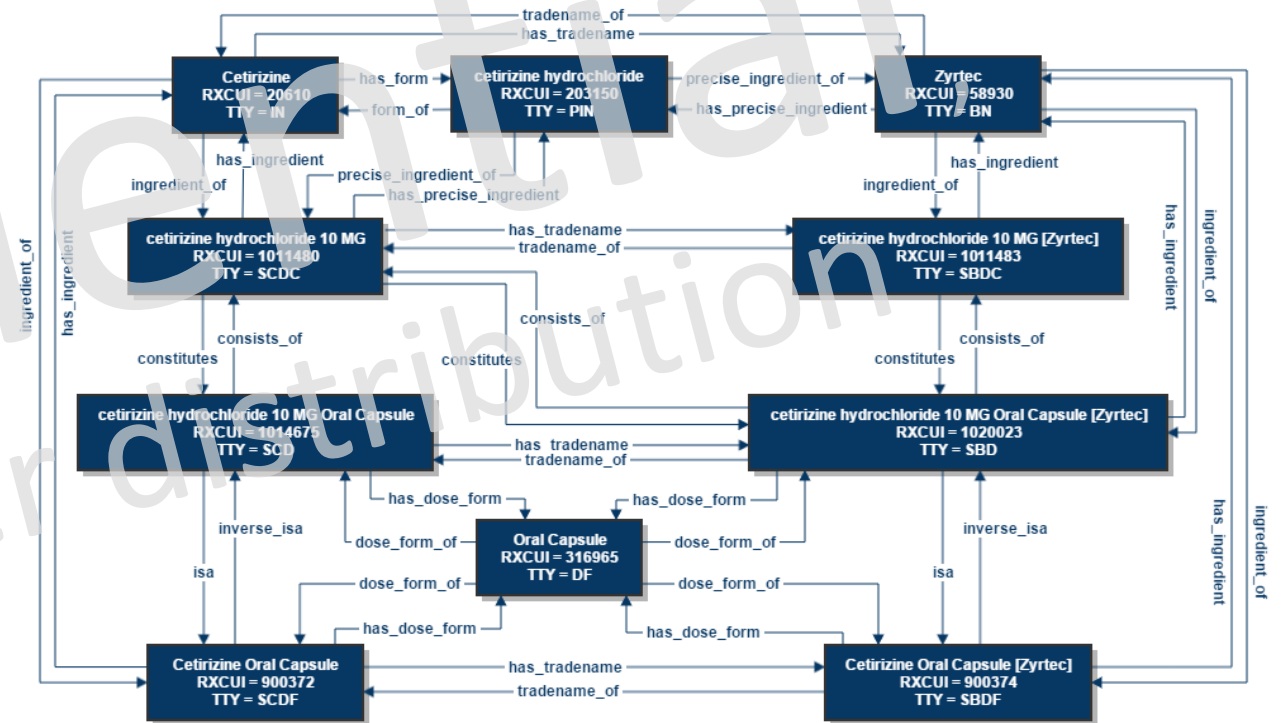 tradename_of
has_tradename
Cetirizine
RXCUI = 20610
TTY = IN
has_form
form_of
cetirizine hydrochloride
RXCUI = 203150
TTY = PIN
precise_ingredient_of
has_precise_ingredient
Zyrtec
RXCUI = 58930
TTY = BN
has_ingredient
ingredient_of
precise_ingredient_of
has_precise_ingredient
has_ingredient
ingredient_of
cetirizine hydrochloride 10 MG
RXCUI = 1011480
TTY = SCDC
has_tradename
tradename_of
cetirizine hydrochloride 10 MG [Zyrtec]
RXCUI = 1011483
TTY = SBDC
ingredient_of
has_ingredient
has_ingredient
ingredient_of
consists_of
constitutes
consists_of
constitutes
consists_of
constitutes
cetirizine hydrochloride 10 MG Oral Capsule
RXCUI = 1014675
TTY = SCD
has tradename
tradename_of
cetirizine hydrochloride 10 MG Oral Capsule [Zyrtec]
RXCUI = 1020023
TTY = SBD
has_dose_form
has_dose_form
inverse_isa
isa
dose_form_of
Oral Capsule
RXCUI = 316965
TTY = DF
dose_form_of
inverse_isa
isa
dose_form_of
dose_form_of
has_dose_form
has_dose_form
has_ingredient
ingredient_of
Cetirizine Oral Capsule
RXCUI = 900372
TTY = SCDF
has_tradename
tradename_of
Cetirizine Oral Capsule [Zyrtec]
RXCUI = 900374
TTY = SBDF
ential,
r distribution